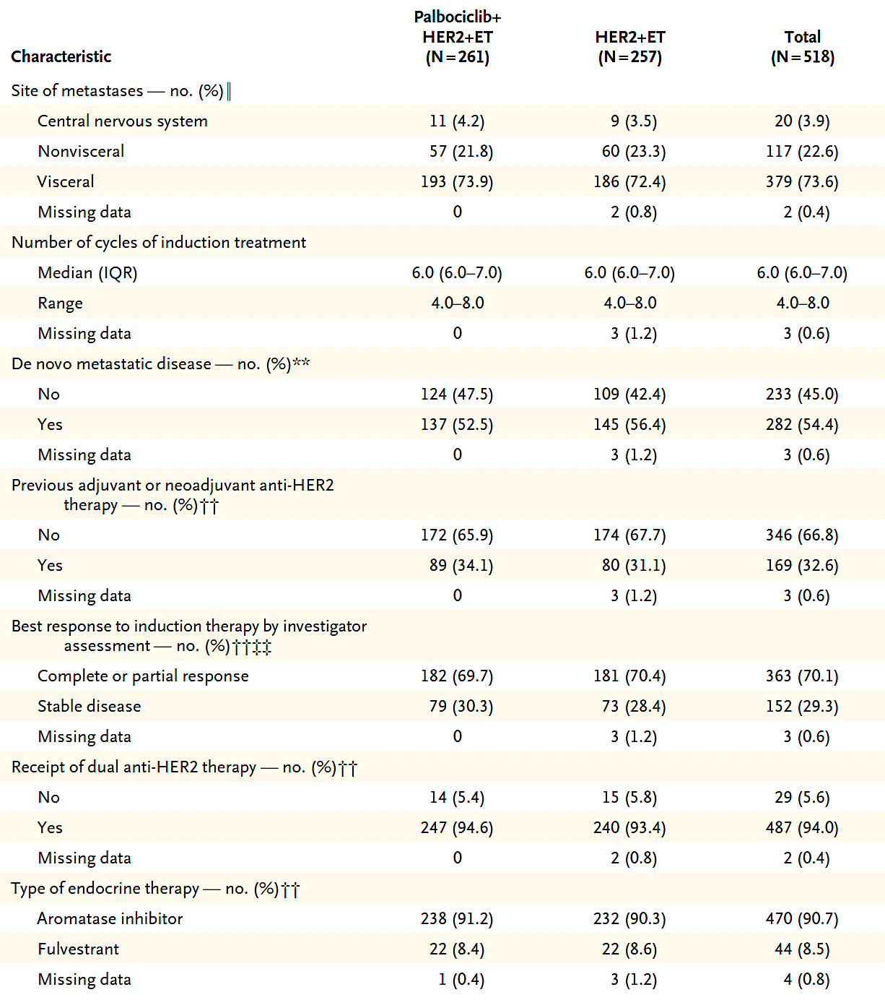 Palbociclib+
HER2+ET HER2+ET Total
Characteristic (N=261) (N=257) (N=518)
Site of metastases — no. (%)‖
Central nervous system 11 (4.2) 9 (3.5) 20 (3.9)
Nonvisceral 57 (21.8) 60 (23.3) 117 (22.6)
Visceral 193 (73.9) 186 (72.4) 379 (73.6)
Missing data 0 2 (0.8) 2 (0.4)
Number of cycles of induction treatment
Median (IQR) 6.0 (6.0–7.0) 6.0 (6.0–7.0) 6.0 (6.0–7.0)
Range 4.0–8.0 4.0–8.0 4.0–8.0
Missing data 0 3 (1.2) 3 (0.6)
De novo metastatic disease — no. (%)**
No 124 (47.5) 109 (42.4) 233 (45.0)
Yes 137 (52.5) 145 (56.4) 282 (54.4)
Missing data 0 3 (1.2) 3 (0.6)
Previous adjuvant or neoadjuvant anti-HER2
therapy — no. (%)††
No 172 (65.9) 174 (67.7) 346 (66.8)
Yes 89 (34.1) 80 (31.1) 169 (32.6)
Missing data 0 3 (1.2) 3 (0.6)
Best response to induction therapy by investigator
assessment — no. (%)††‡‡
Complete or partial response 182 (69.7) 181 (70.4) 363 (70.1)
Stable disease 79 (30.3) 73 (28.4) 152 (29.3)
Missing data 0 3 (1.2) 3 (0.6)
Receipt of dual anti-HER2 therapy — no. (%)††
No 14 (5.4) 15 (5.8) 29 (5.6)
Yes 247 (94.6) 240 (93.4) 487 (94.0)
Missing data 0 2 (0.8) 2 (0.4)
Type of endocrine therapy — no. (%)††
Aromatase inhibitor 238 (91.2) 232 (90.3) 470 (90.7)
Fulvestrant 22 (8.4) 22 (8.6) 44 (8.5)
Missing data 1 (0.4) 3 (1.2) 4 (0.8)